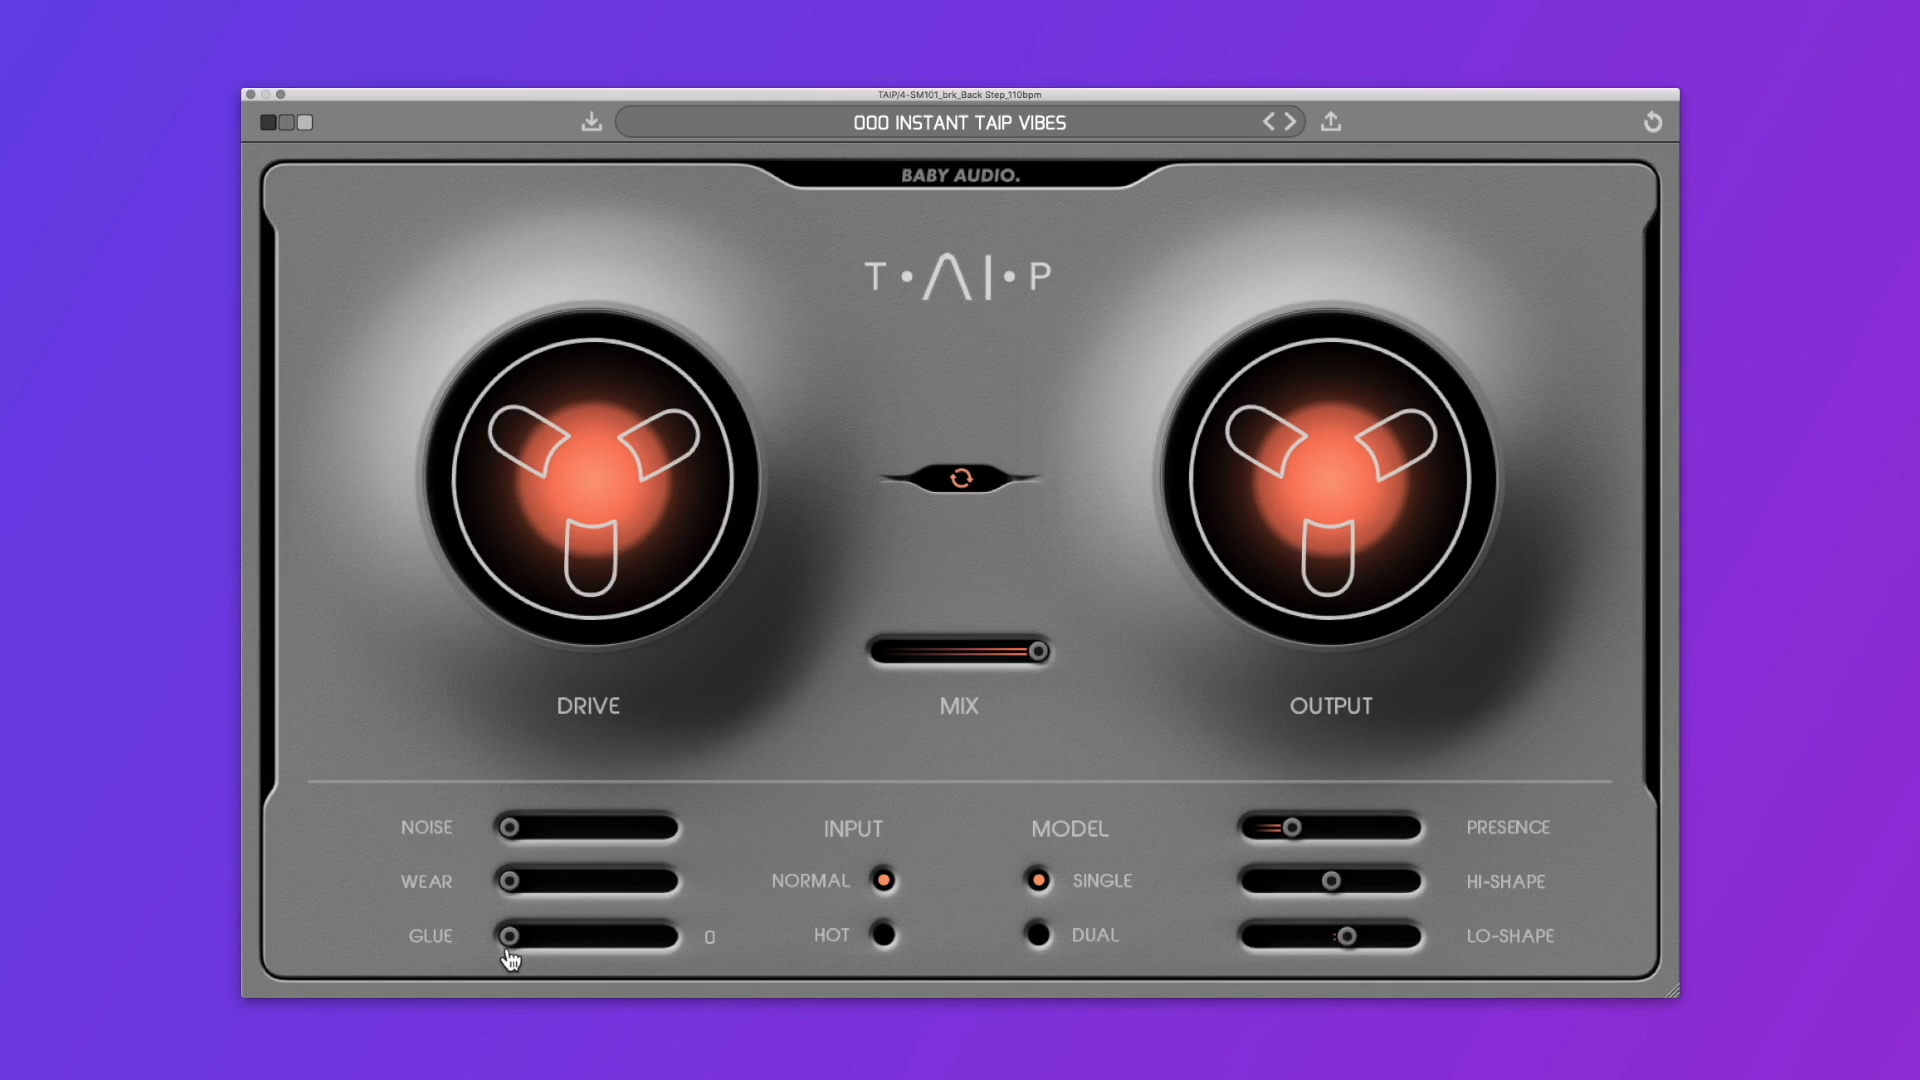 TAIP/4-SM101_brk_Back Step_110bpm
000 INSTANT TAIP VIBES
BABY AUDIO.
T•AI•P
DRIVE
MIX
OUTPUT
NOISE
WEAR
GLUE
0
INPUT
NORMAL
HOT
MODEL
SINGLE
DUAL
PRESENCE
HI-SHAPE
LO-SHAPE